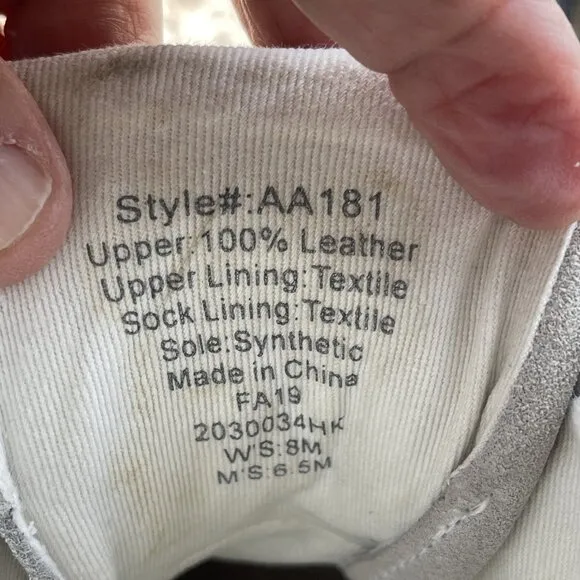 Style#:AA181
Upper:100% Leather
Upper Lining:Textile
Sock Lining:Textile
Sole:Synthetic
Made in China
FA19
2030034HK
W'S:8M
M'S:6.5M